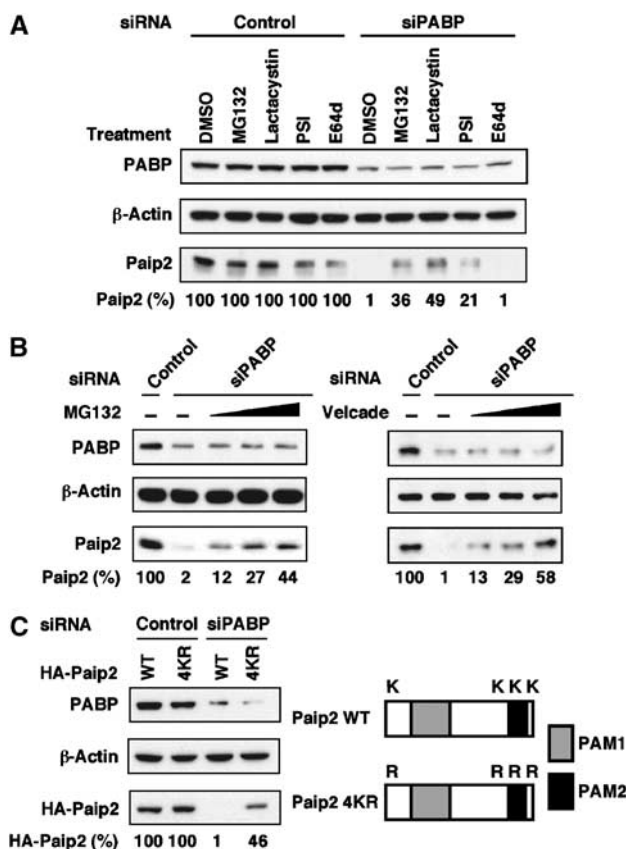 A
siRNA Control siPABP
Treatment DMSO MG132 Lactacystin PSI E64d DMSO MG132 Lactacystin PSI E64d
PABP
β-Actin
Paip2
Paip2 (%) 100 100 100 100 100 1 36 49 21 1
B
siRNA Control siPABP
MG132 – –
PABP
β-Actin
Paip2
Paip2 (%) 100 2 12 27 44
siRNA Control siPABP
Velcade – –
100 1 13 29 58
C
siRNA Control siPABP
HA-Paip2 WT 4KR WT 4KR
PABP
β-Actin
HA-Paip2
HA-Paip2 (%) 100 100 1 46
K K K K
Paip2 WT
R R R R
Paip2 4KR
PAM1
PAM2